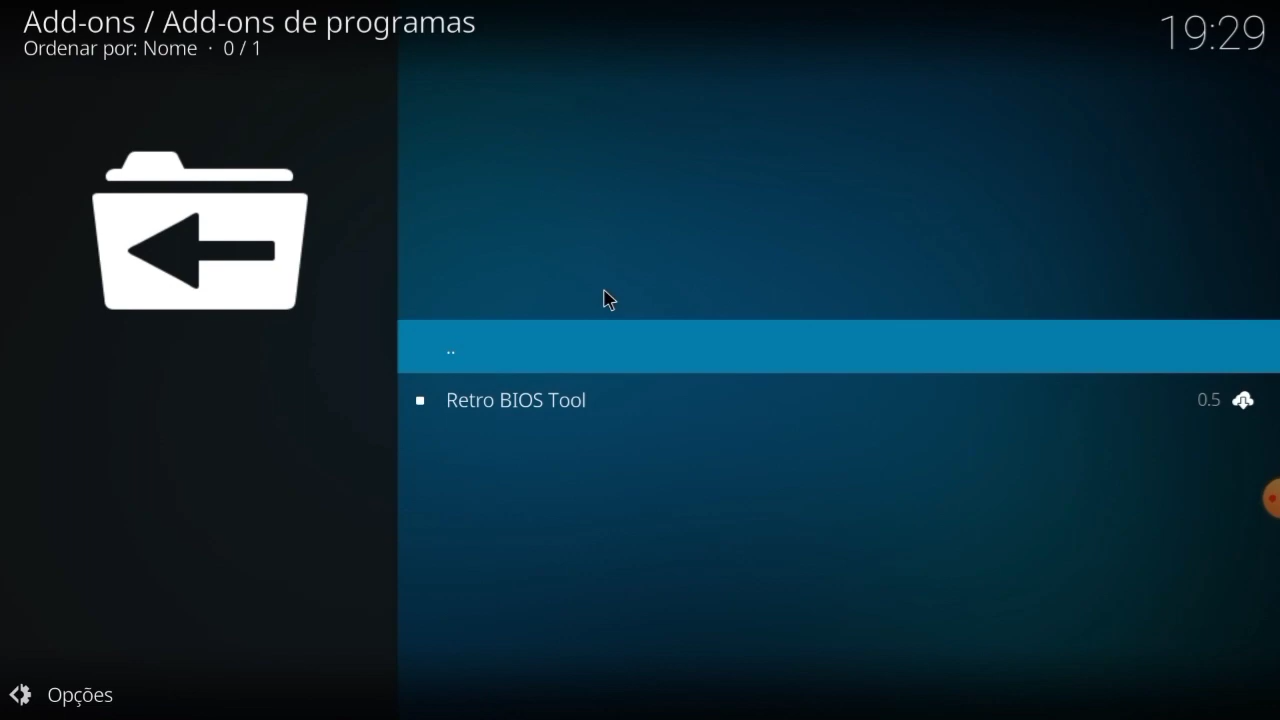 Add-ons / Add-ons de programas
19:29
Ordenar por: Nome · 0 / 1
..
Retro BIOS Tool 0.5
Opções